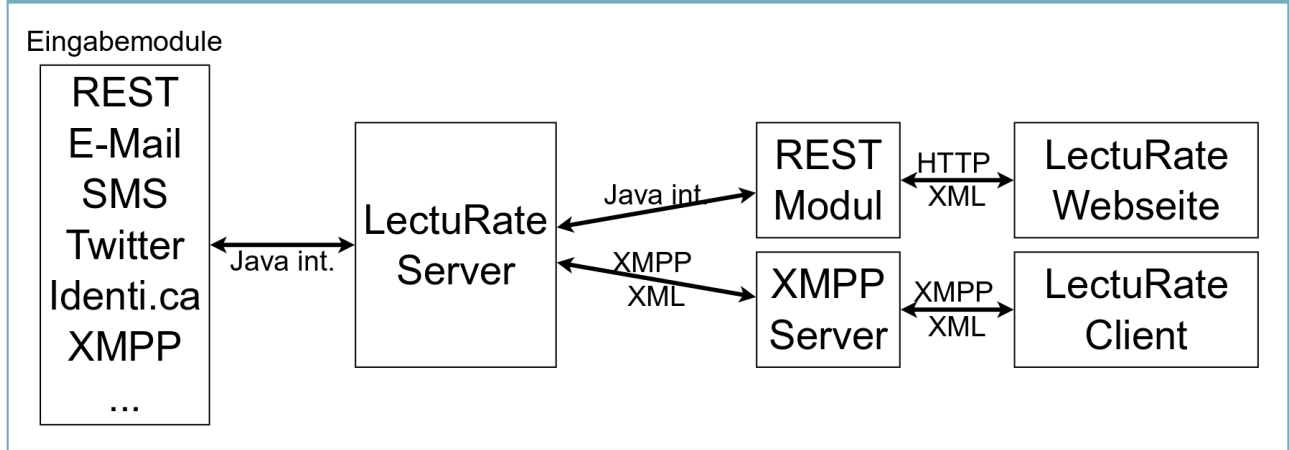 Eingabemodule
REST
E-Mail
SMS
Twitter
Identi.ca
XMPP
...
Java int.
LectuRate
Server
Java int.
XMPP
XML
REST
Modul
XMPP
Server
HTTP
XML
XMPP
XML
LectuRate
Webseite
LectuRate
Client